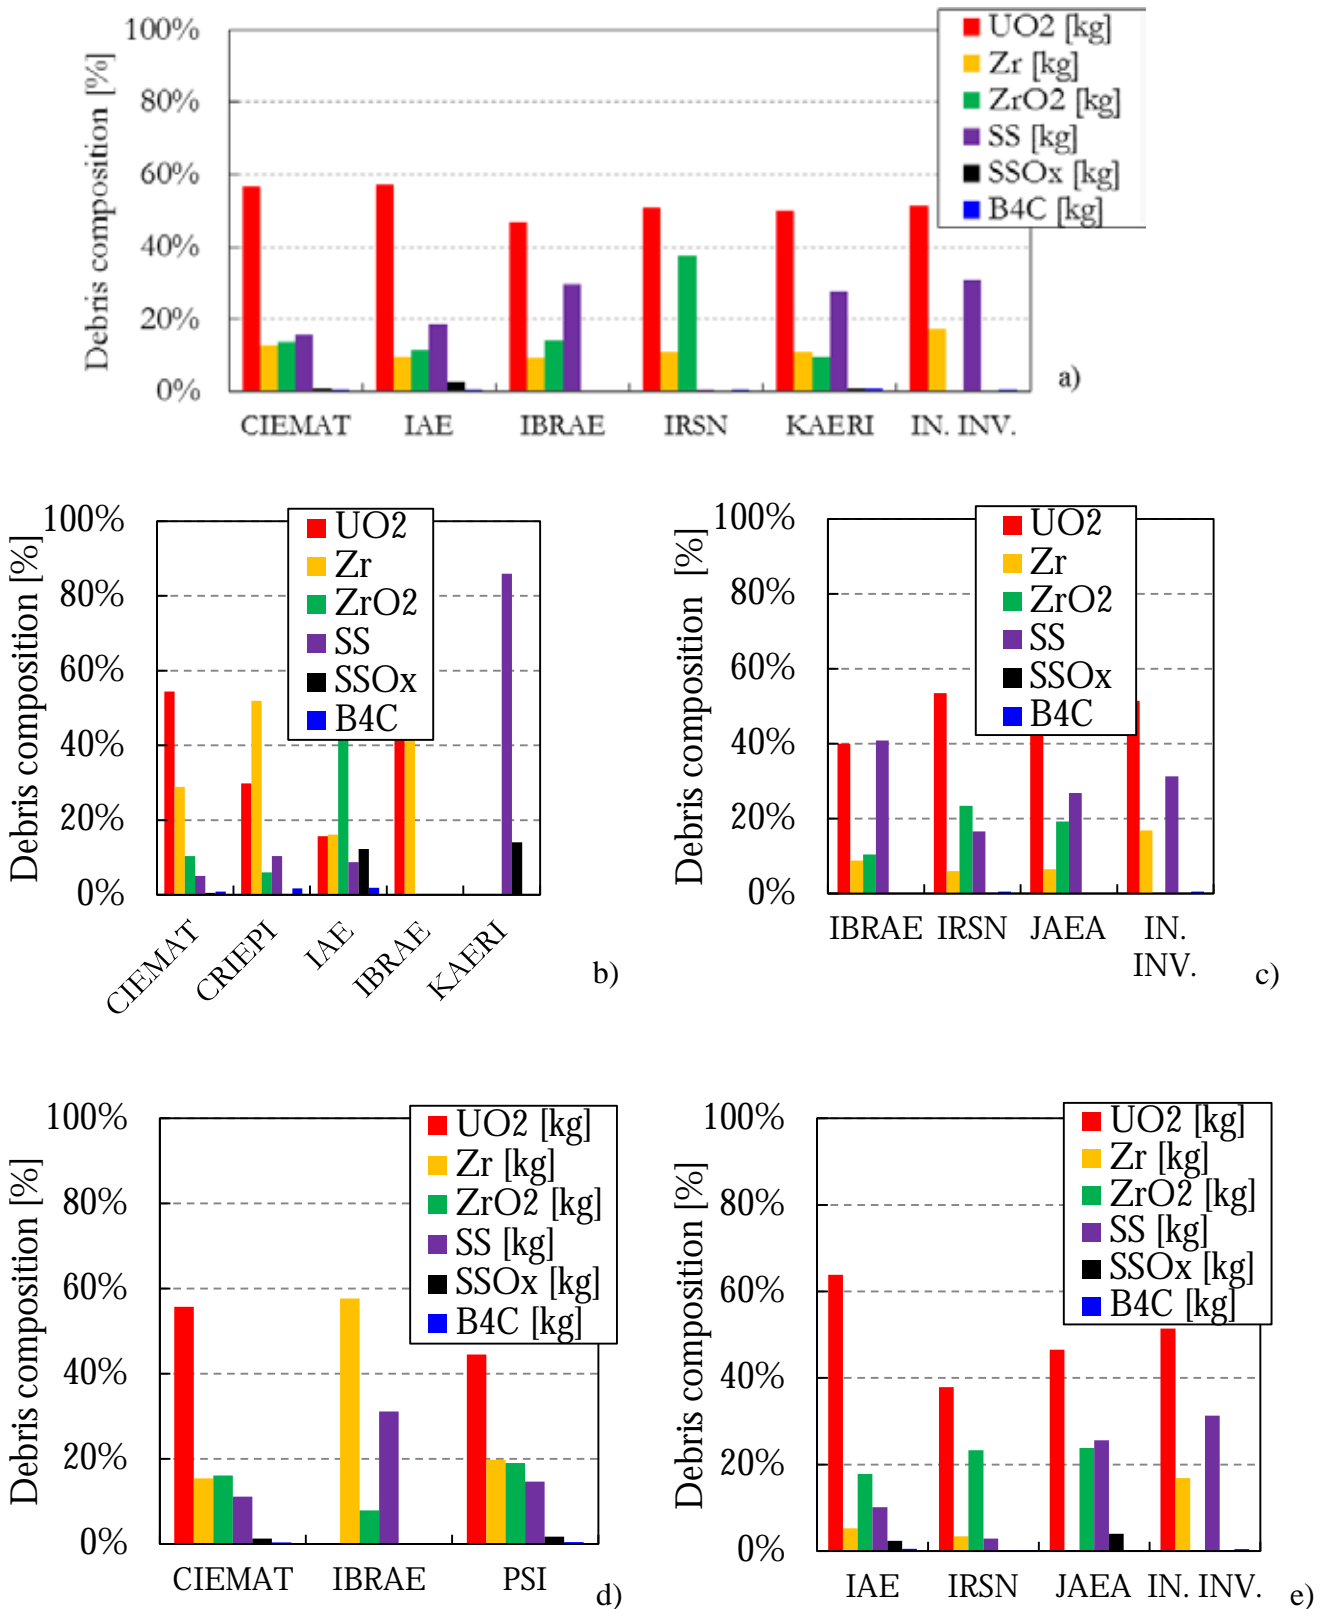 100%
80%
60%
40%
20%
0%
Debris composition [%]
UO2 [kg]
Zr [kg]
ZrO2 [kg]
SS [kg]
SSOx [kg]
B4C [kg]
CIEMAT IAE IBRAE IRSN KAERI IN. INV.
a)
100%
80%
60%
40%
20%
0%
Debris composition [%]
UO2
Zr
ZrO2
SS
SSOx
B4C
CIEMAT CRIEPI IAE IBRAE KAERI
b)
100%
80%
60%
40%
20%
0%
Debris composition [%]
UO2
Zr
ZrO2
SS
SSOx
B4C
IBRAE IRSN JAEA IN.
INV.
c)
100%
80%
60%
40%
20%
0%
Debris composition [%]
UO2 [kg]
Zr [kg]
ZrO2 [kg]
SS [kg]
SSOx [kg]
B4C [kg]
CIEMAT IBRAE PSI
d)
100%
80%
60%
40%
20%
0%
Debris composition [%]
UO2 [kg]
Zr [kg]
ZrO2 [kg]
SS [kg]
SSOx [kg]
B4C [kg]
IAE IRSN JAEA IN. INV.
e)